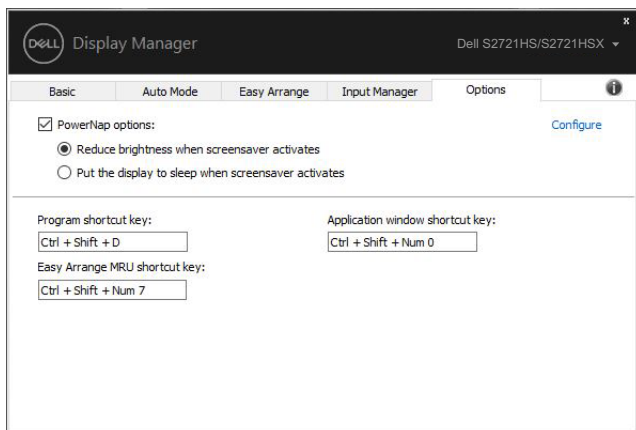 DELL Display Manager
x
Dell S2721HS/S2721HSX
Basic Auto Mode Easy Arrange Input Manager Options
PowerNap options:
Configure
Reduce brightness when screensaver activates
Put the display to sleep when screensaver activates
Program shortcut key:
Ctrl + Shift + D
Application window shortcut key:
Ctrl + Shift + Num 0
Easy Arrange MRU shortcut key:
Ctrl + Shift + Num 7